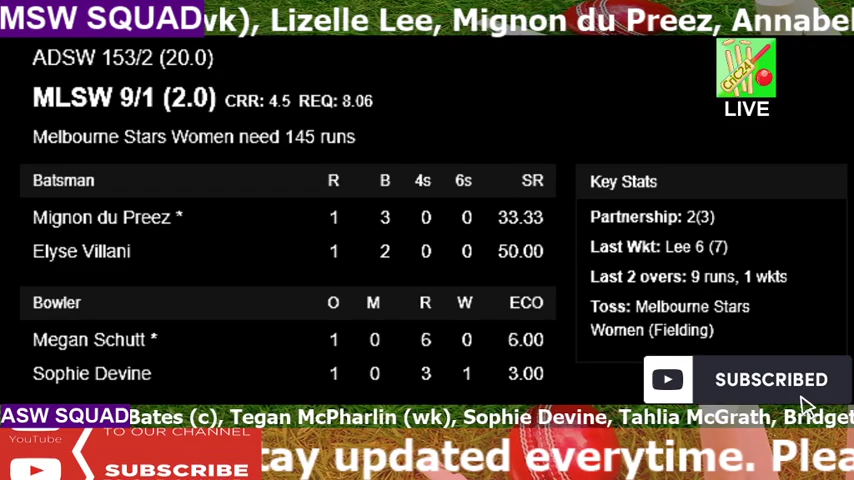 MSW SQUAD
vk), Lizelle Lee, Mignon du Preez, Annabel
ADSW 153/2 (20.0)
MLSW 9/1 (2.0) CRR: 4.5 REQ: 8.06
Melbourne Stars Women need 145 runs
CriC24
LIVE
Batsman R B 4s 6s SR
Mignon du Preez * 1 3 0 0 33.33
Elyse Villani 1 2 0 0 50.00
Bowler O M R W ECO
Megan Schutt * 1 0 6 0 6.00
Sophie Devine 1 0 3 1 3.00
Key Stats
Partnership: 2(3)
Last Wkt: Lee 6 (7)
Last 2 overs: 9 runs, 1 wkts
Toss: Melbourne Stars
Women (Fielding)
SUBSCRIBED
ASW SQUAD
Bates (c), Tegan McPharlin (wk), Sophie Devine, Tahlia McGrath, Bridget
YouTube
TO OUR CHANNEL
SUBSCRIBE
tay updated everytime. Plea